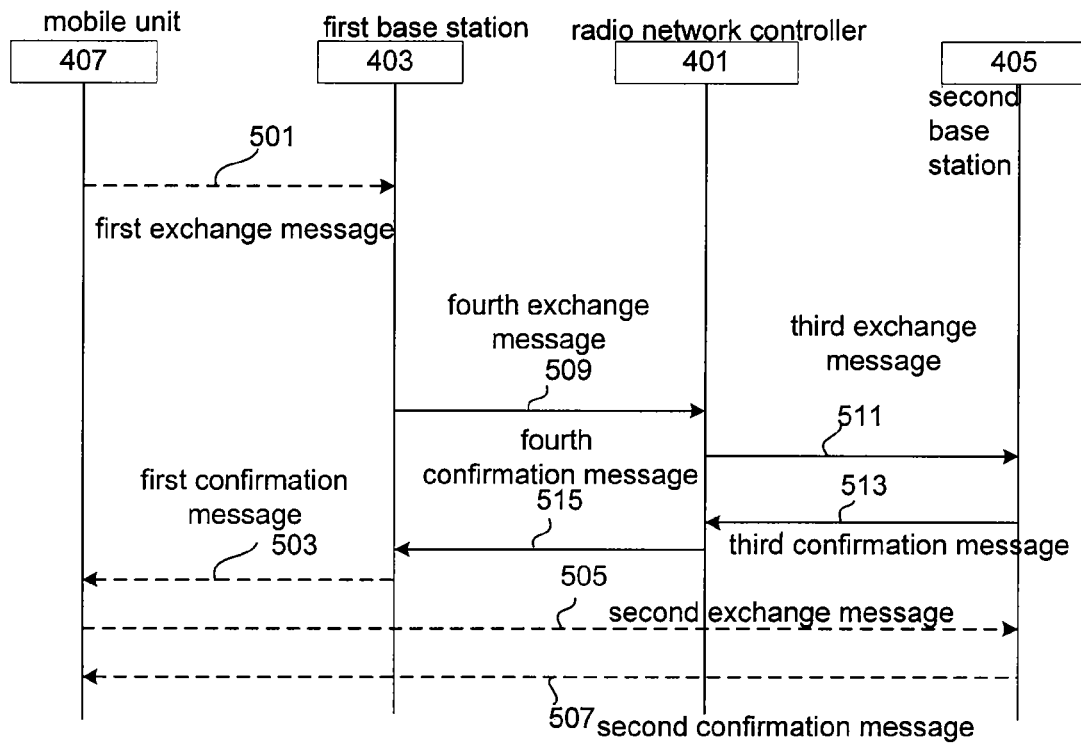 mobile unit
first base station
radio network controller
407
403
401
405
second
base
station
501
first exchange message
fourth exchange
message
509
third exchange
message
511
fourth
confirmation message
515
513
third confirmation message
first confirmation
message
503
505
second exchange message
507
second confirmation message